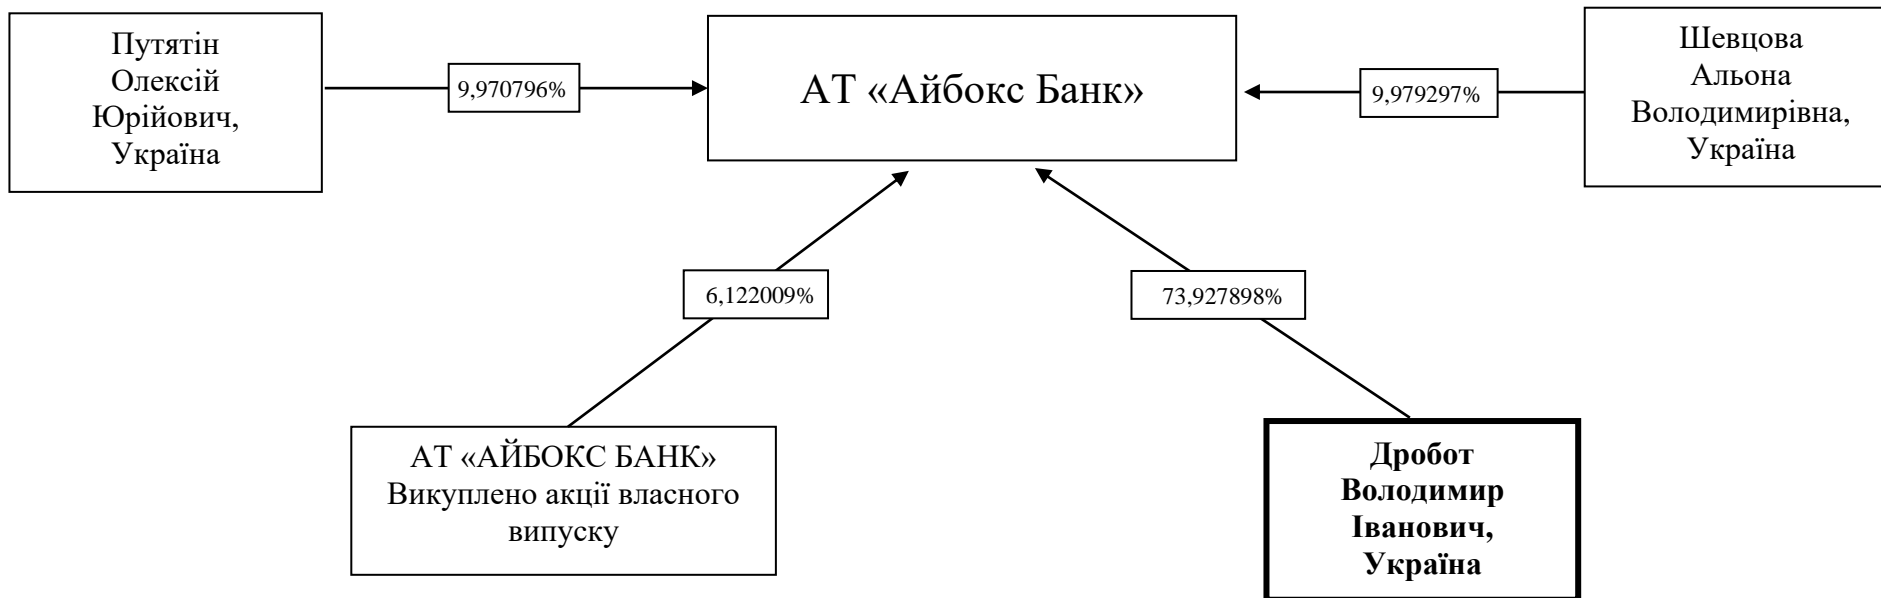 Путятін
Олексій
Юрійович,
Україна
9,970796%
АТ «Айбокс Банк»
9,979297%
Шевцова
Альона
Володимирівна,
Україна
6,122009%
73,927898%
АТ «АЙБОКС БАНК»
Викуплено акції власного
випуску
Дробот
Володимир
Іванович,
Україна